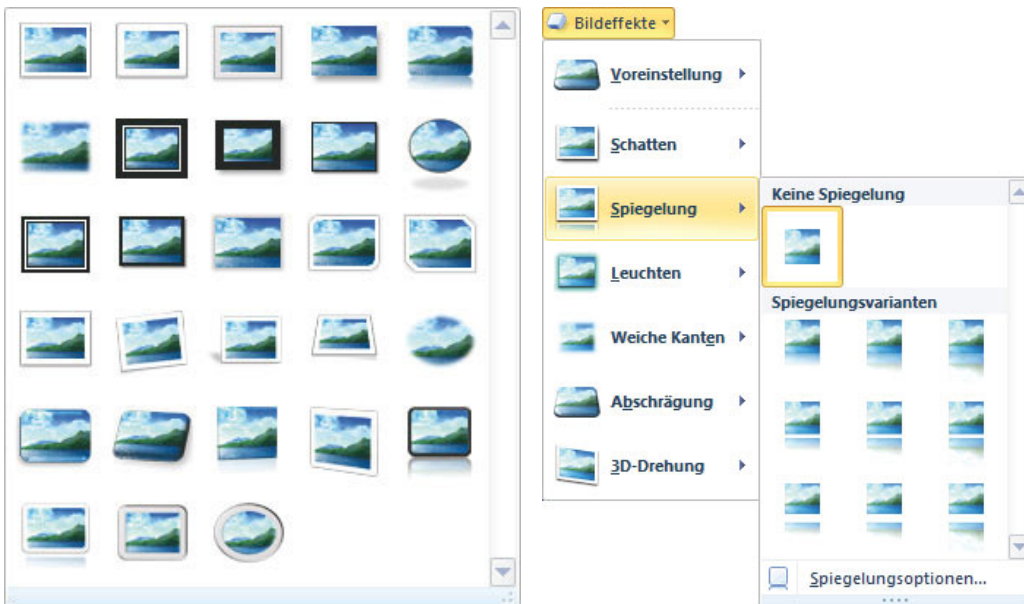 Bildeffekte
Voreinstellung
Schatten
Spiegelung
Leuchten
Weiche Kanten
Abschrägung
3D-Drehung
Keine Spiegelung
Spiegelungsvarianten
Spiegelungsoptionen...